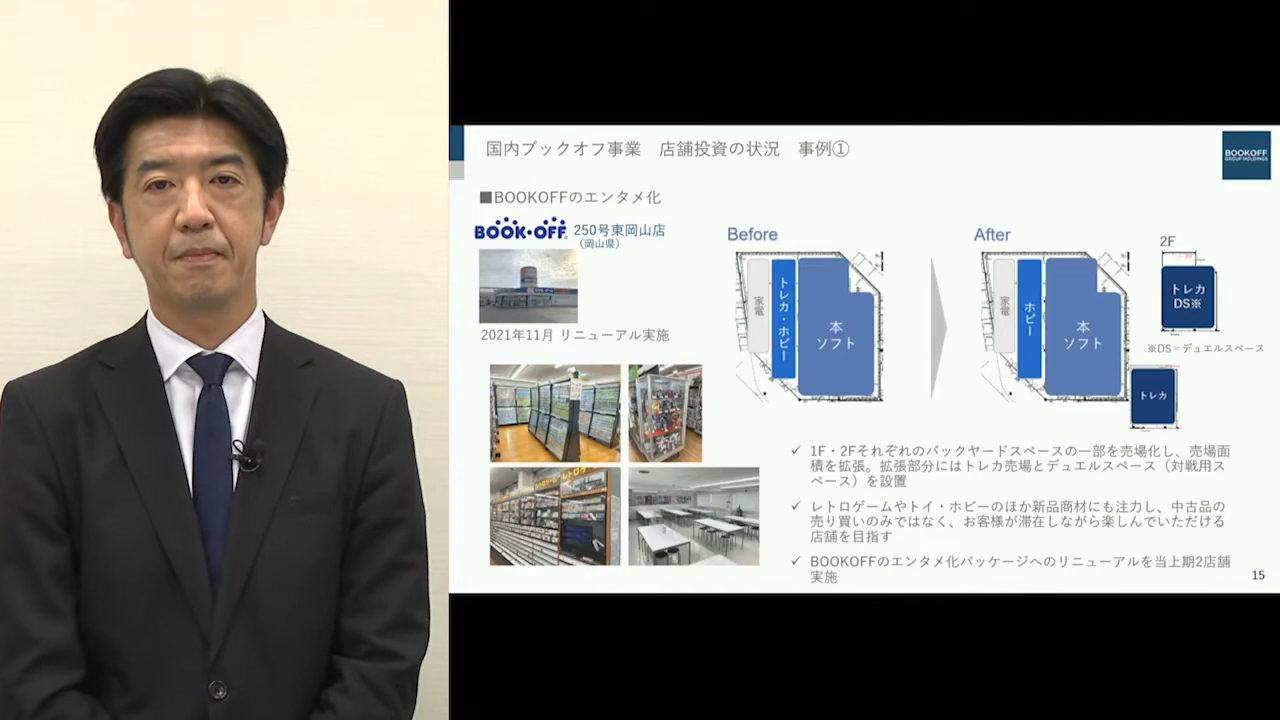 国内ブックオフ事業　店舗投資の状況　事例①
BOOKOFF
GROUP HOLDINGS
■BOOKOFFのエンタメ化
BOOK・OFF 250号東岡山店
（岡山県）
2021年11月 リニューアル実施
Before
家電
トレカ・ホビー
本
ソフト
After
家電
ホビー
本
ソフト
2F
トレカ
DS※
※DS＝デュエルスペース
トレカ
✓ 1F・2Fそれぞれのバックヤードスペースの一部を売場化し、売場面
積を拡張。拡張部分にはトレカ売場とデュエルスペース（対戦用ス
ペース）を設置
✓ レトロゲームやトイ・ホビーのほか新品商材にも注力し、中古品の
売り買いのみではなく、お客様が滞在しながら楽しんでいただける
店舗を目指す
✓ BOOKOFFのエンタメ化パッケージへのリニューアルを当上期2店舗
実施
15